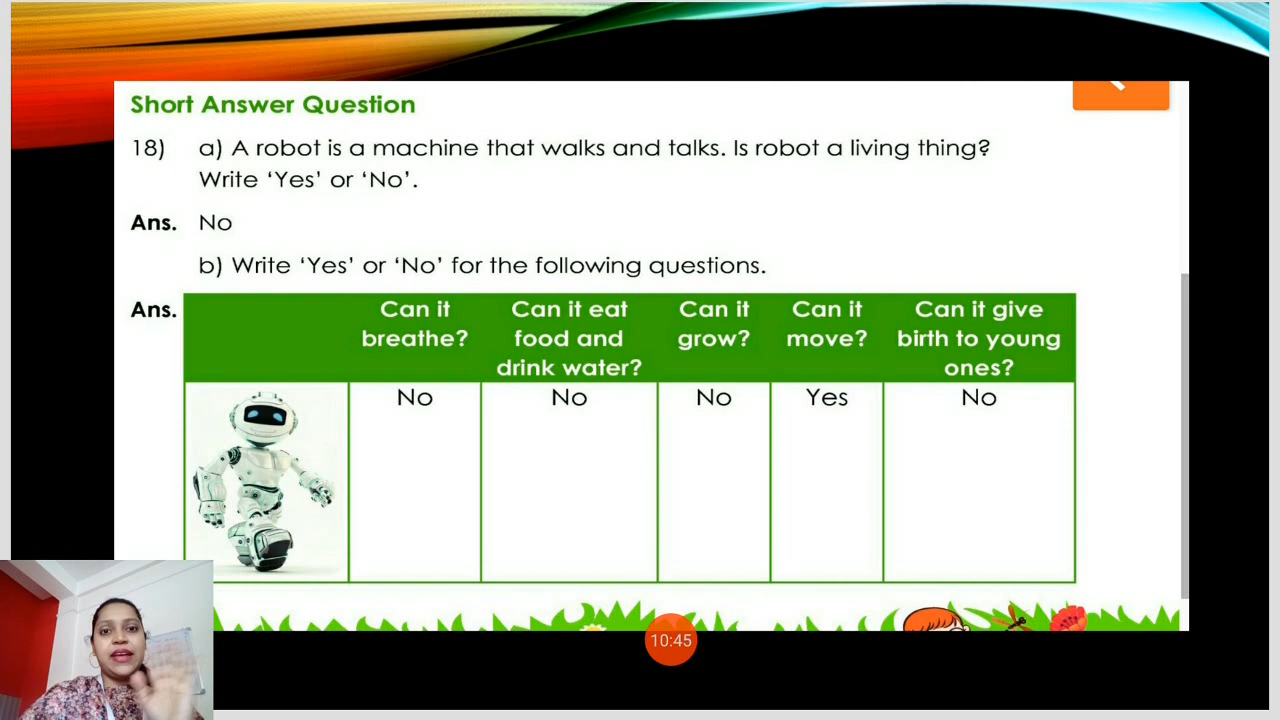 Short Answer Question
18) a) A robot is a machine that walks and talks. Is robot a living thing?
Write ‘Yes’ or ‘No’.
Ans. No
b) Write ‘Yes’ or ‘No’ for the following questions.
Ans.
Can it breathe?
Can it eat food and drink water?
Can it grow?
Can it move?
Can it give birth to young ones?
No No No Yes No
10:45